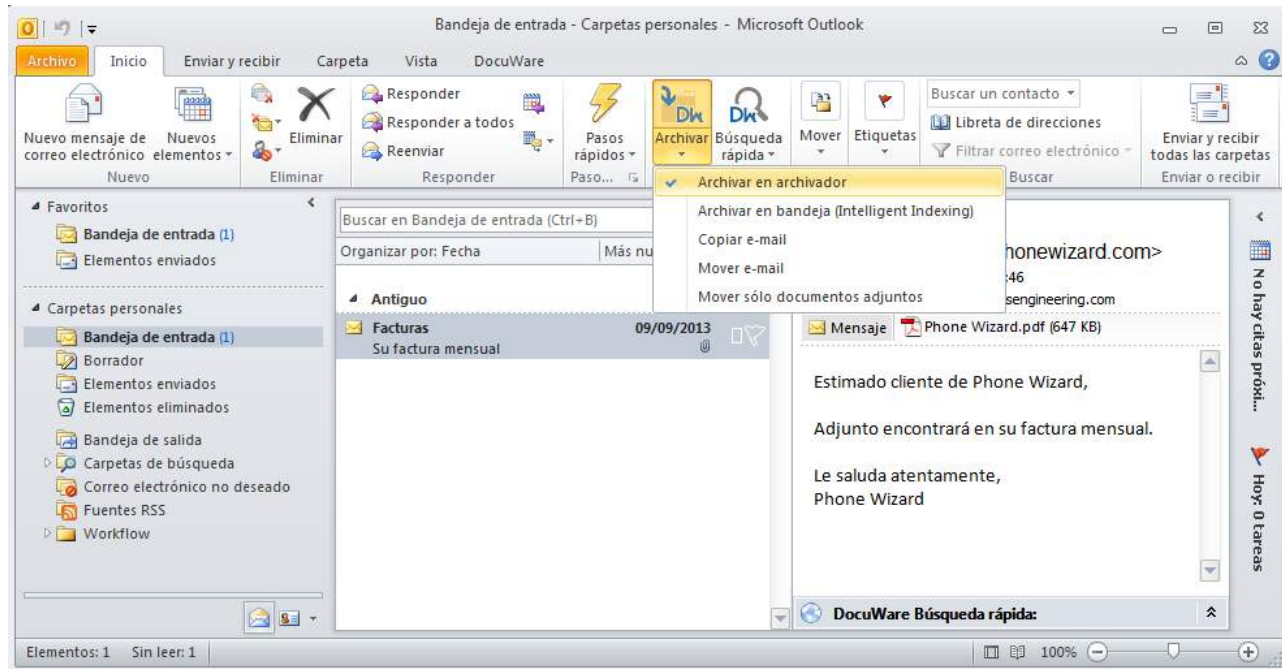 Bandeja de entrada - Carpetas personales - Microsoft Outlook
Archivo Inicio Enviar y recibir Carpeta Vista DocuWare
Nuevo mensaje de correo electrónico
Nuevos elementos
Nuevo
Eliminar
Eliminar
Responder
Responder a todos
Reenviar
Responder
Pasos rápidos
Paso...
Archivar
Búsqueda rápida
Mover
Etiquetas
Buscar un contacto
Libreta de direcciones
Filtrar correo electrónico
Buscar
Enviar y recibir todas las carpetas
Enviar o recibir
Archivar en archivador
Archivar en bandeja (Intelligent Indexing)
Copiar e-mail
Mover e-mail
Mover sólo documentos adjuntos
Favoritos
Bandeja de entrada (1)
Elementos enviados
Carpetas personales
Bandeja de entrada (1)
Borrador
Elementos enviados
Elementos eliminados
Bandeja de salida
Carpetas de búsqueda
Correo electrónico no deseado
Fuentes RSS
Workflow
Buscar en Bandeja de entrada (Ctrl+B)
Organizar por: Fecha Más nu
Antiguo
Facturas 09/09/2013
Su factura mensual
honewizard.com>
:46
sengineering.com
Mensaje Phone Wizard.pdf (647 KB)
Estimado cliente de Phone Wizard,
Adjunto encontrará en su factura mensual.
Le saluda atentamente,
Phone Wizard
DocuWare Búsqueda rápida:
No hay citas próxi...
Hoy: 0 tareas
Elementos: 1 Sin leer: 1 100%